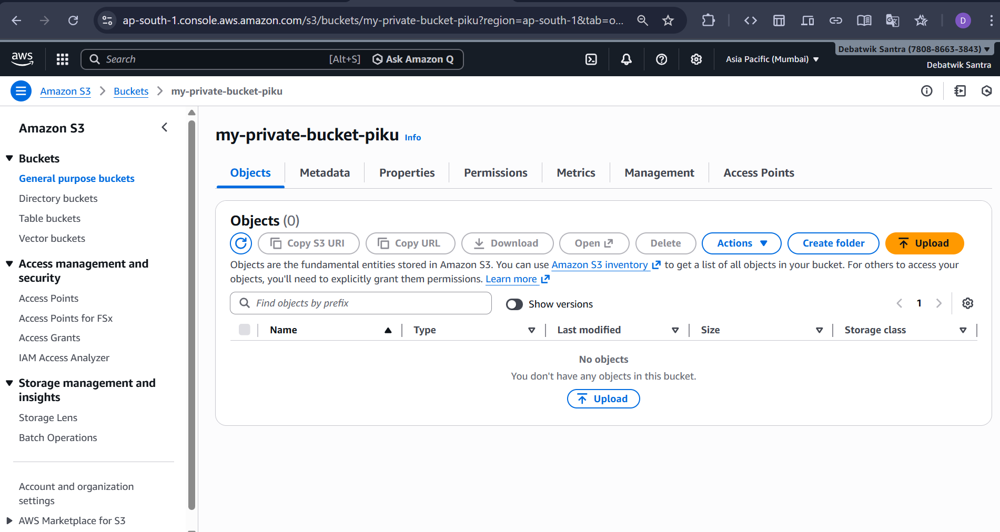 ap-south-1.console.aws.amazon.com/s3/buckets/my-private-bucket-piku?region=ap-south-1&tab=o...
D
aws
Search
[Alt+S]
Ask Amazon Q
Asia Pacific (Mumbai)
Debatwik Santra (7808-8663-3843)
Debatwik Santra
Amazon S3
Buckets
my-private-bucket-piku
Amazon S3
Buckets
General purpose buckets
Directory buckets
Table buckets
Vector buckets
Access management and
security
Access Points
Access Points for FSx
Access Grants
IAM Access Analyzer
Storage management and
insights
Storage Lens
Batch Operations
Account and organization
settings
AWS Marketplace for S3
my-private-bucket-piku Info
Objects
Metadata
Properties
Permissions
Metrics
Management
Access Points
Objects (0)
Copy S3 URI
Copy URL
Download
Open
Delete
Actions
Create folder
Upload
Objects are the fundamental entities stored in Amazon S3. You can use Amazon S3 inventory to get a list of all objects in your bucket. For others to access your
objects, you'll need to explicitly grant them permissions. Learn more
Find objects by prefix
Show versions
1
Name
Type
Last modified
Size
Storage class
No objects
You don't have any objects in this bucket.
Upload